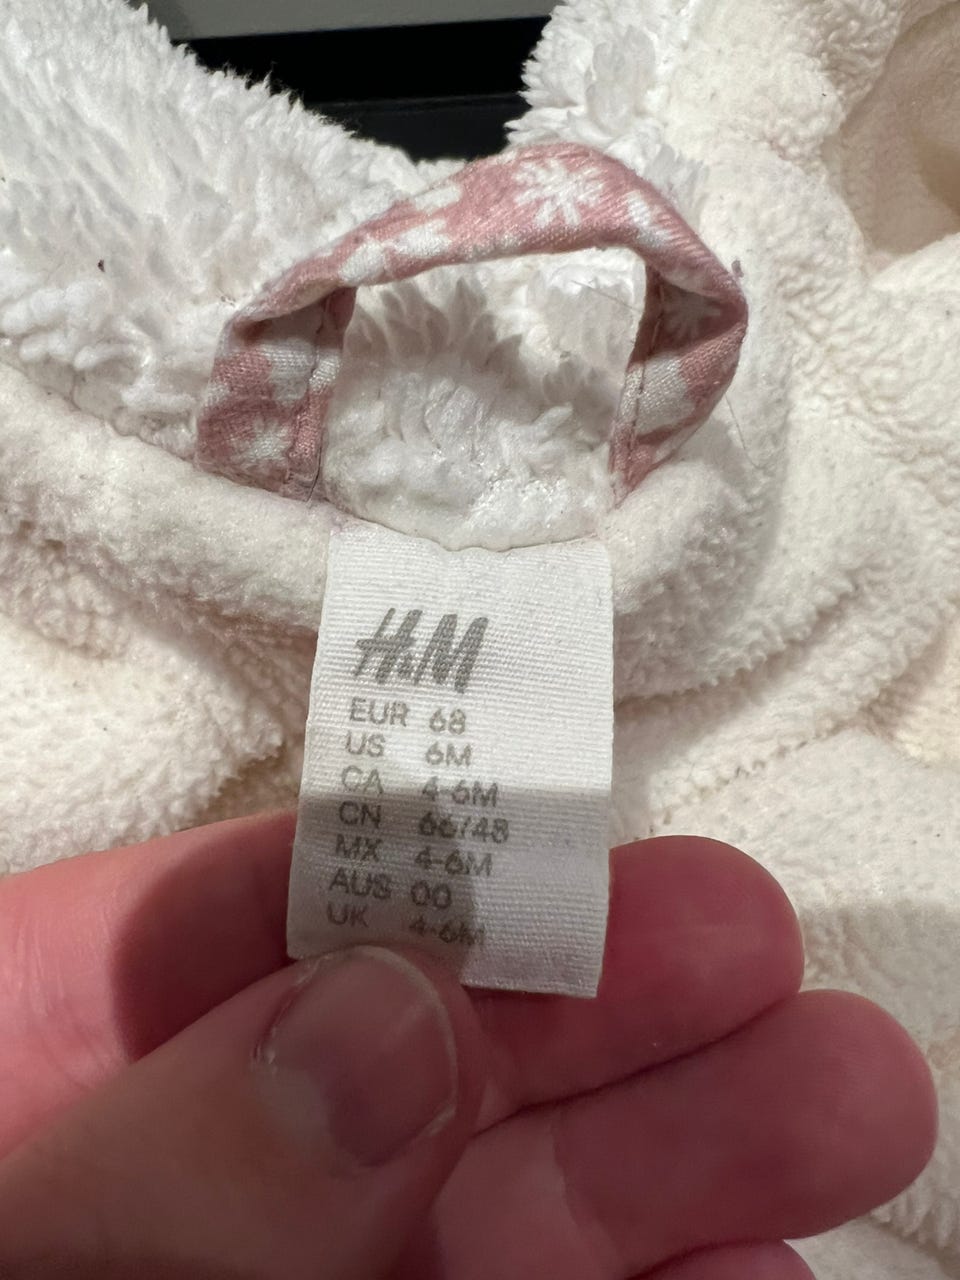 H&M
EUR 68
US 6M
CA 4-6M
CN 66/48
MX 4-6M
AUS 00
UK 4-6M